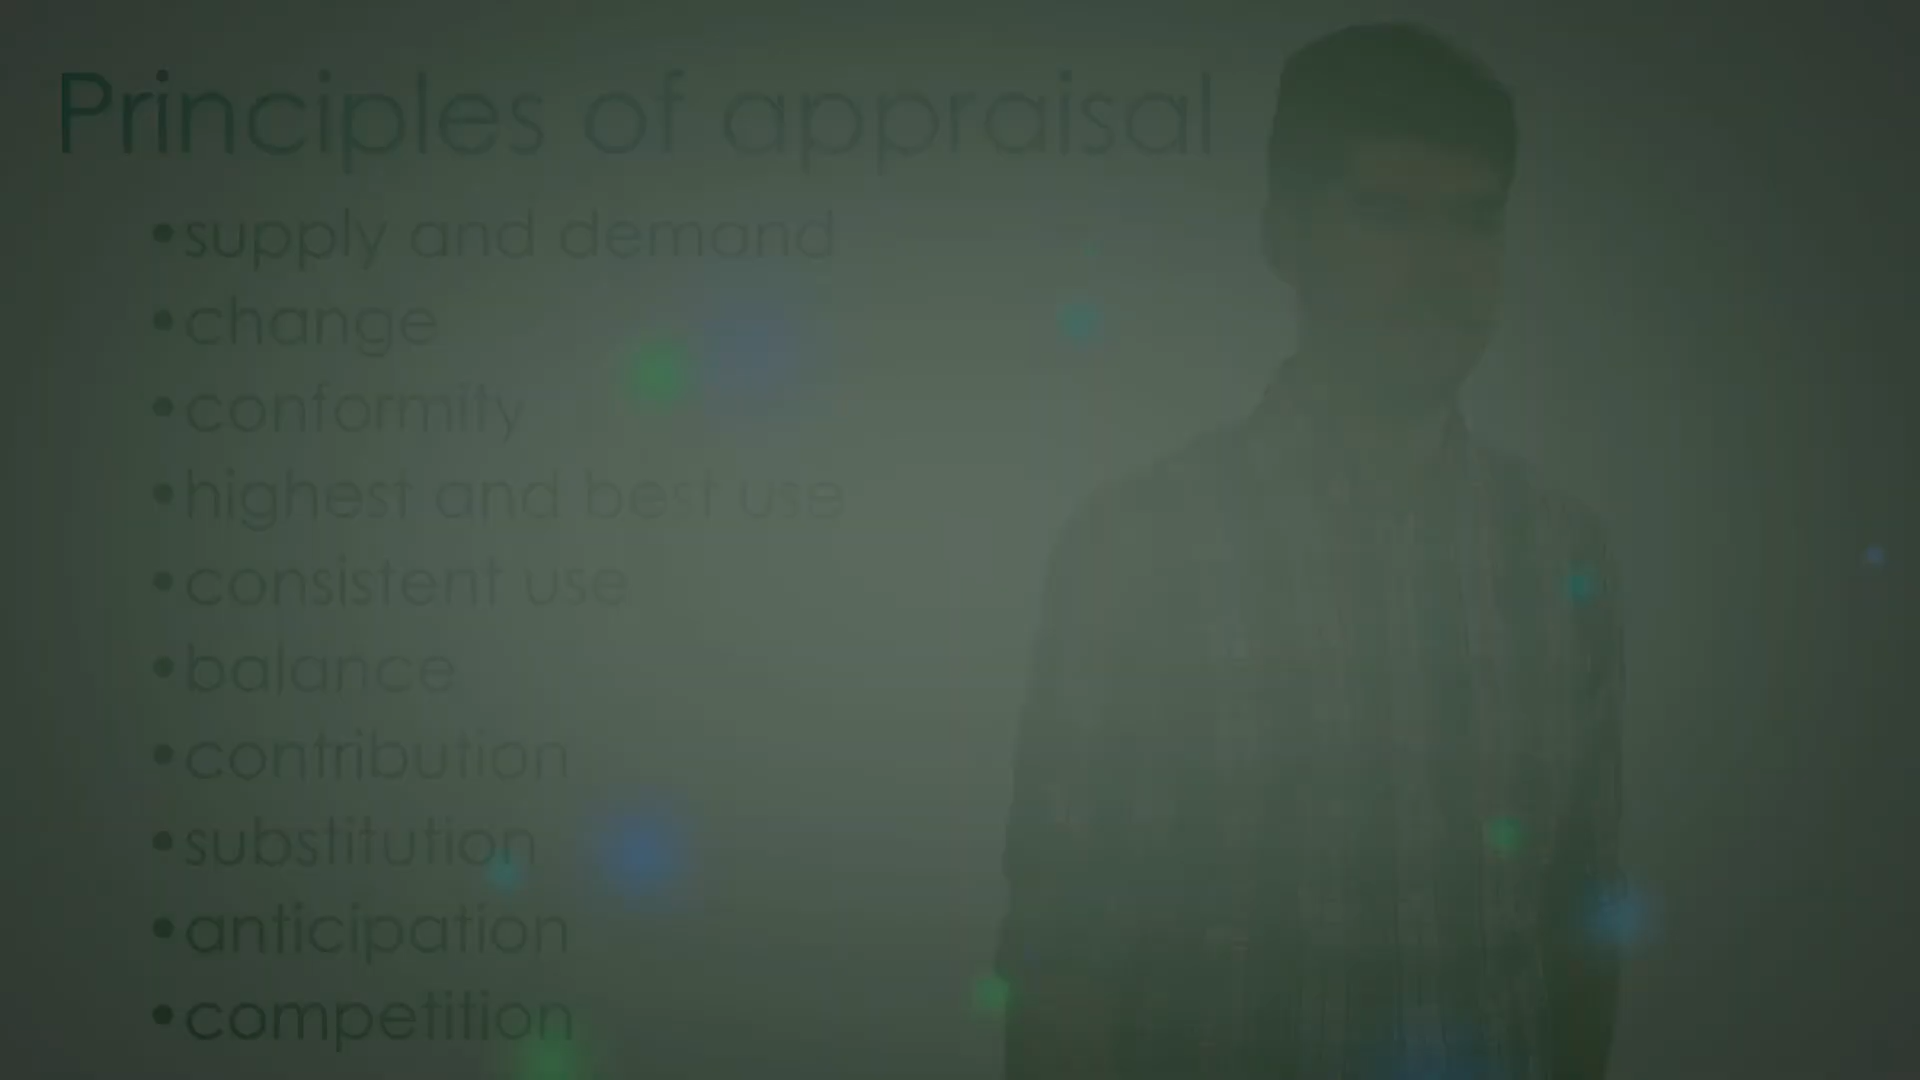 Principles of appraisal
•supply and demand
•change
•conformity
•highest and best use
•consistent use
•balance
•contribution
•substitution
•anticipation
•competition